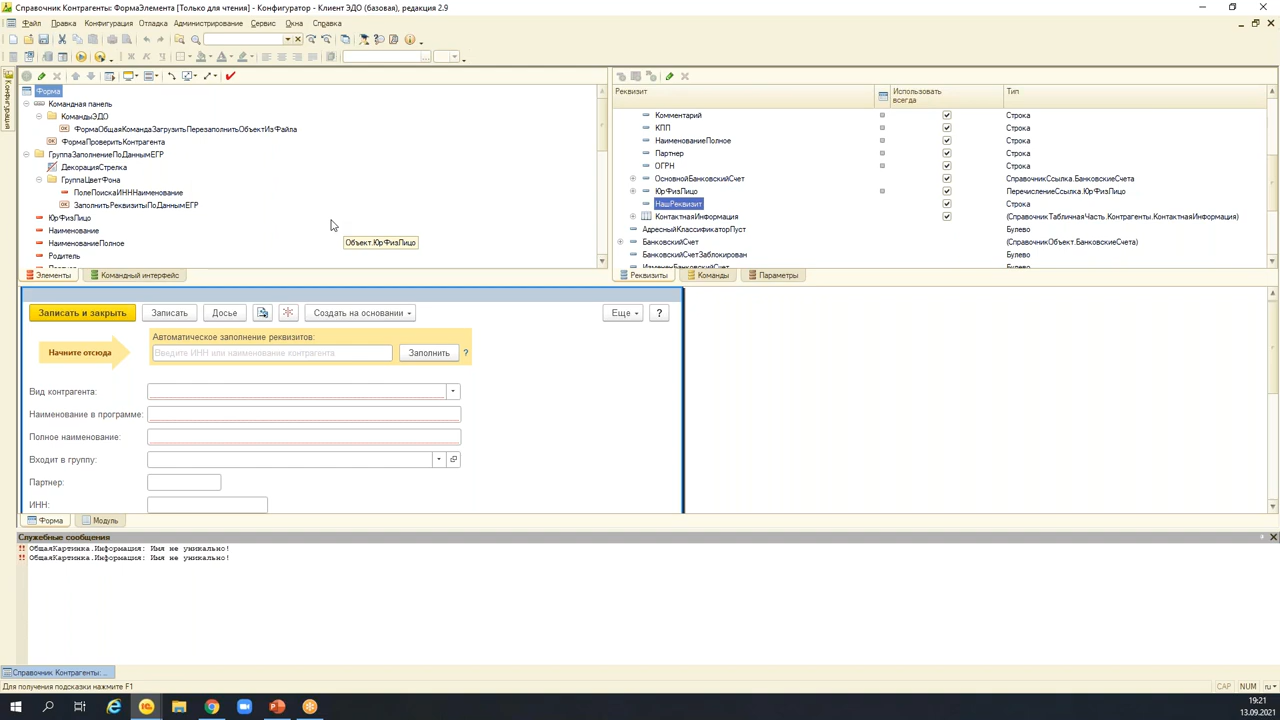 Справочник Контрагенты: ФормаЭлемента [Только для чтения] - Конфигуратор - Клиент ЭДО (базовая), редакция 2.9
Файл Правка Конфигурация Отладка Администрирование Сервис Окна Справка
Конфигурация
Форма
Командная панель
КомандыЭДО
ФормаОбщаяКомандаЗагрузитьПерезаполнитьОбъектИзФайла
ФормаПроверитьКонтрагента
ГруппаЗаполнениеПоДаннымЕГР
ДекорацияСтрелка
ГруппаЦветФона
ПолеПоискаИНННаименование
ЗаполнитьРеквизитыПоДаннымЕГР
ЮрФизЛицо
Наименование
НаименованиеПолное
Родитель
Объект.ЮрФизЛицо
Элементы Командный интерфейс
Реквизит Использовать всегда Тип
Комментарий Строка
КПП Строка
НаименованиеПолное Строка
Партнер Строка
ОГРН Строка
ОсновнойБанковскийСчет СправочникСсылка.БанковскиеСчета
ЮрФизЛицо ПеречислениеСсылка.ЮрФизЛицо
НашРеквизит Строка
КонтактнаяИнформация (СправочникТабличнаяЧасть.Контрагенты.КонтактнаяИнформация)
АдресныйКлассификаторПуст Булево
БанковскийСчет (СправочникОбъект.БанковскиеСчета)
БанковскийСчетЗаблокирован Булево
ИзмененБанковскийСчет Булево
Реквизиты Команды Параметры
Записать и закрыть Записать Досье Создать на основании Еще ?
Начните отсюда
Автоматическое заполнение реквизитов:
Введите ИНН или наименование контрагента Заполнить ?
Вид контрагента:
Наименование в программе:
Полное наименование:
Входит в группу:
Партнер:
ИНН:
Форма Модуль
Служебные сообщения
!! ОбщаяКартинка.Информация: Имя не уникально!
!! ОбщаяКартинка.Информация: Имя не уникально!
Справочник Контрагенты:...
Для получения подсказки нажмите F1 CAP NUM ru
19:21
13.09.2021